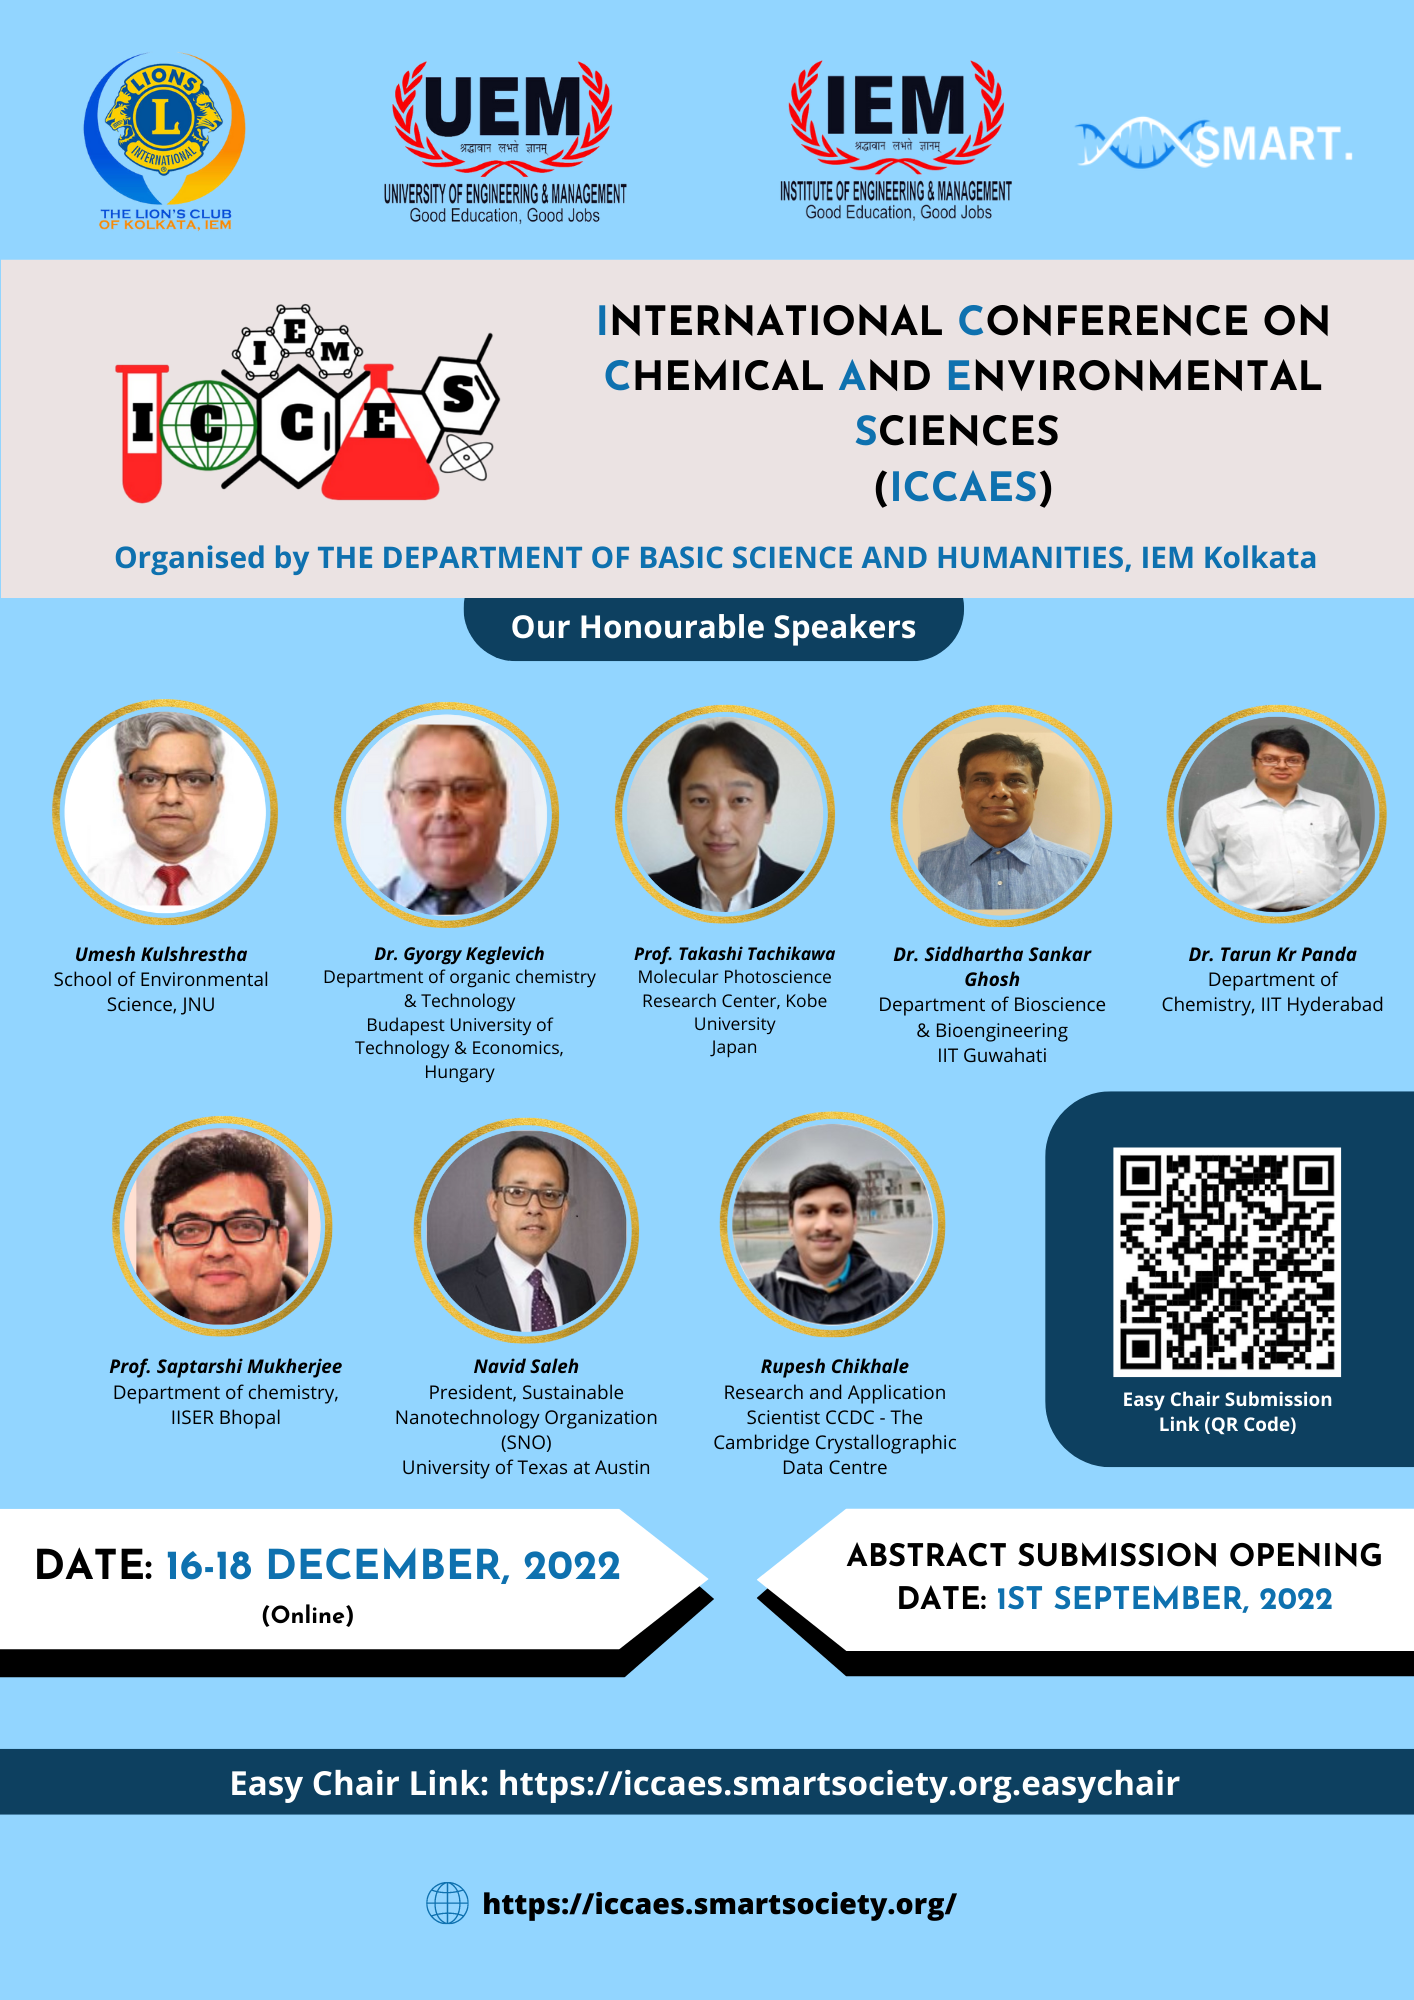 LIONS
L
INTERNATIONAL
®
THE LION'S CLUB
OF KOLKATA, IEM
UEM
श्रद्धावान लभते ज्ञानम्
UNIVERSITY OF ENGINEERING & MANAGEMENT
Good Education, Good Jobs
IEM
श्रद्धावान लभते ज्ञानम्
INSTITUTE OF ENGINEERING & MANAGEMENT
Good Education, Good Jobs
SMART.
I E M
I C C E S
INTERNATIONAL CONFERENCE ON
CHEMICAL AND ENVIRONMENTAL
SCIENCES
(ICCAES)
Organised by THE DEPARTMENT OF BASIC SCIENCE AND HUMANITIES, IEM Kolkata
Our Honourable Speakers
Umesh Kulshrestha
School of Environmental
Science, JNU
Dr. Gyorgy Keglevich
Department of organic chemistry
& Technology
Budapest University of
Technology & Economics,
Hungary
Prof. Takashi Tachikawa
Molecular Photoscience
Research Center, Kobe
University
Japan
Dr. Siddhartha Sankar
Ghosh
Department of Bioscience
& Bioengineering
IIT Guwahati
Dr. Tarun Kr Panda
Department of
Chemistry, IIT Hyderabad
Prof. Saptarshi Mukherjee
Department of chemistry,
IISER Bhopal
Navid Saleh
President, Sustainable
Nanotechnology Organization
(SNO)
University of Texas at Austin
Rupesh Chikhale
Research and Application
Scientist CCDC - The
Cambridge Crystallographic
Data Centre
Easy Chair Submission
Link (QR Code)
DATE: 16-18 DECEMBER, 2022
(Online)
ABSTRACT SUBMISSION OPENING
DATE: 1ST SEPTEMBER, 2022
Easy Chair Link: https://iccaes.smartsociety.org.easychair
https://iccaes.smartsociety.org/